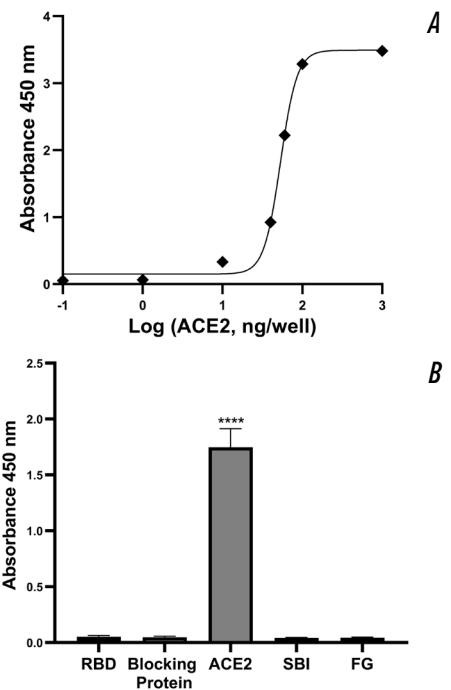 A
Absorbance 450 nm
4
3
2
1
0
-1 0 1 2 3
Log (ACE2, ng/well)
B
Absorbance 450 nm
2.5
2.0
1.5
1.0
0.5
0.0
****
RBD Blocking Protein ACE2 SBI FG